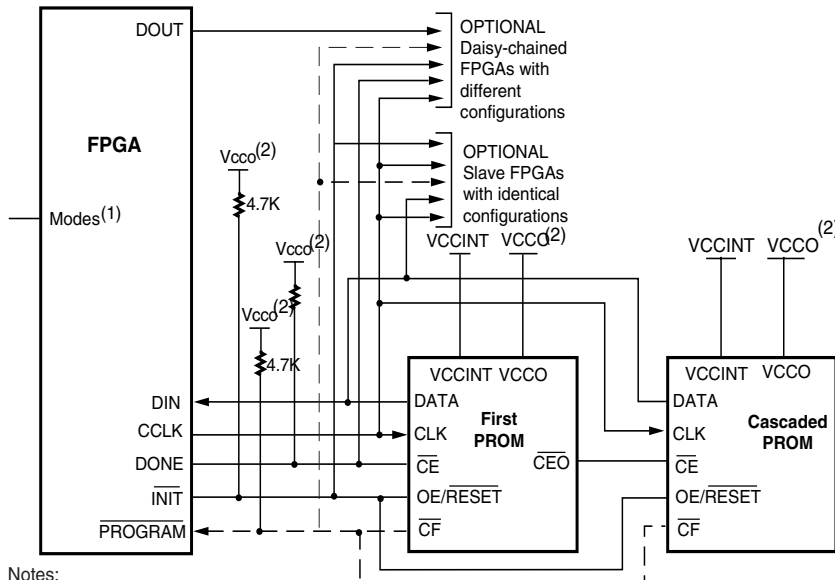 DOUT
OPTIONAL
Daisy-chained
FPGAs with
different
configurations
FPGA
Vcco(2)
4.7K
OPTIONAL
Slave FPGAs
with identical
configurations
Modes(1)
Vcco(2)
VCCINT VCCO(2)
VCCINT VCCO(2)
Vcco(2)
4.7K
VCCINT VCCO
VCCINT VCCO
DIN
DATA
First
PROM
DATA
Cascaded
PROM
CCLK
CLK
CLK
DONE
CE
CEO
CE
INIT
OE/RESET
OE/RESET
PROGRAM
CF
CF
Notes: